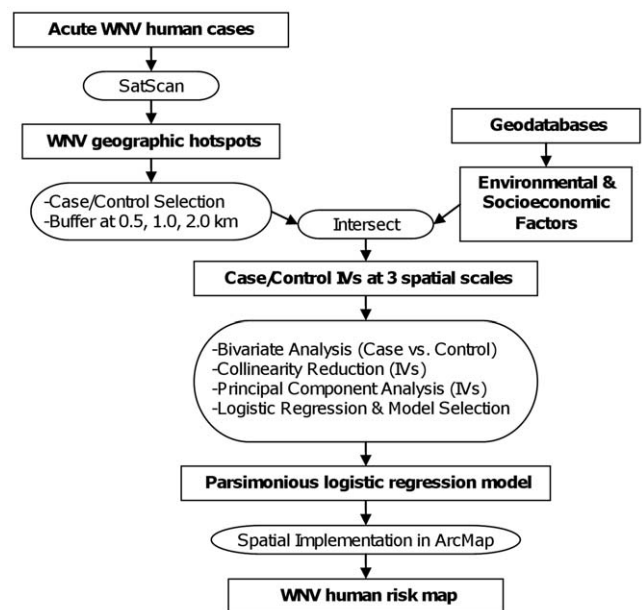 Acute WNV human cases
SatScan
WNV geographic hotspots
Geodatabases
-Case/Control Selection
-Buffer at 0.5, 1.0, 2.0 km
Environmental &
Socioeconomic
Factors
Intersect
Case/Control IVs at 3 spatial scales
-Bivariate Analysis (Case vs. Control)
-Collinearity Reduction (IVs)
-Principal Component Analysis (IVs)
-Logistic Regression & Model Selection
Parsimonious logistic regression model
Spatial Implementation in ArcMap
WNV human risk map